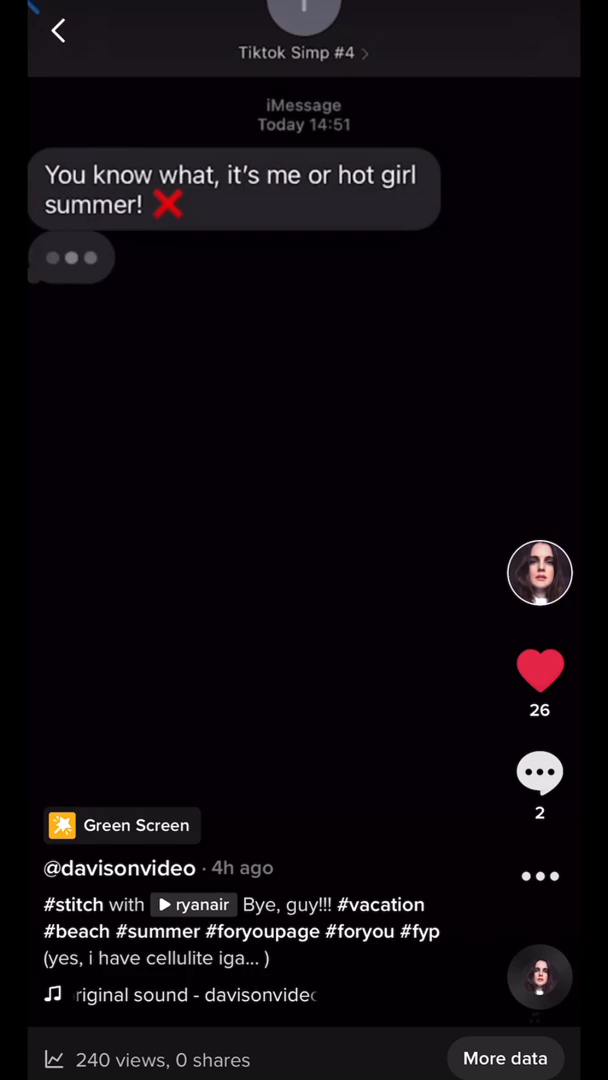 Tiktok Simp #4
iMessage
Today 14:51
You know what, it's me or hot girl
summer! ❌
26
2
Green Screen
@davisonvideo · 4h ago
#stitch with ryanair Bye, guy!!! #vacation
#beach #summer #foryoupage #foryou #fyp
(yes, i have cellulite iga... )
riginal sound - davisonvide
240 views, 0 shares
More data